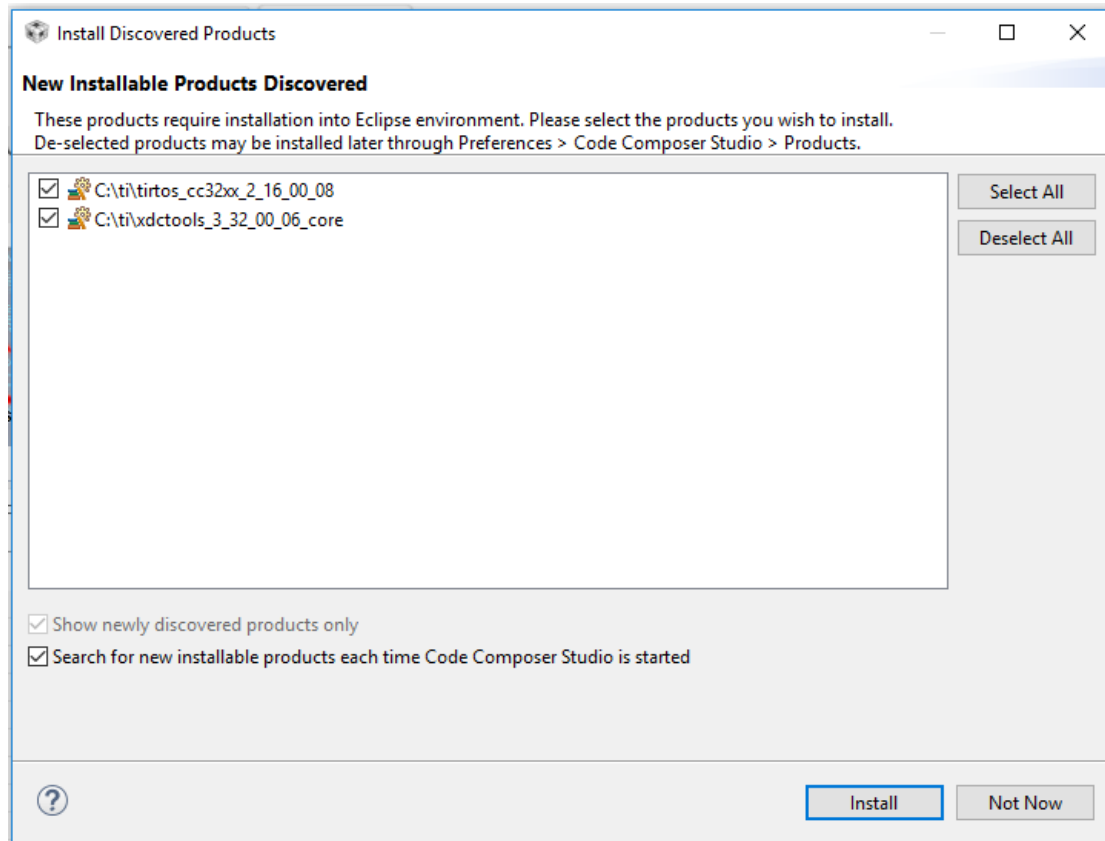 Install Discovered Products
New Installable Products Discovered
These products require installation into Eclipse environment. Please select the products you wish to install.
De-selected products may be installed later through Preferences > Code Composer Studio > Products.
C:\ti\tirtos_cc32xx_2_16_00_08
C:\ti\xdctools_3_32_00_06_core
Select All
Deselect All
Show newly discovered products only
Search for new installable products each time Code Composer Studio is started
?
Install
Not Now